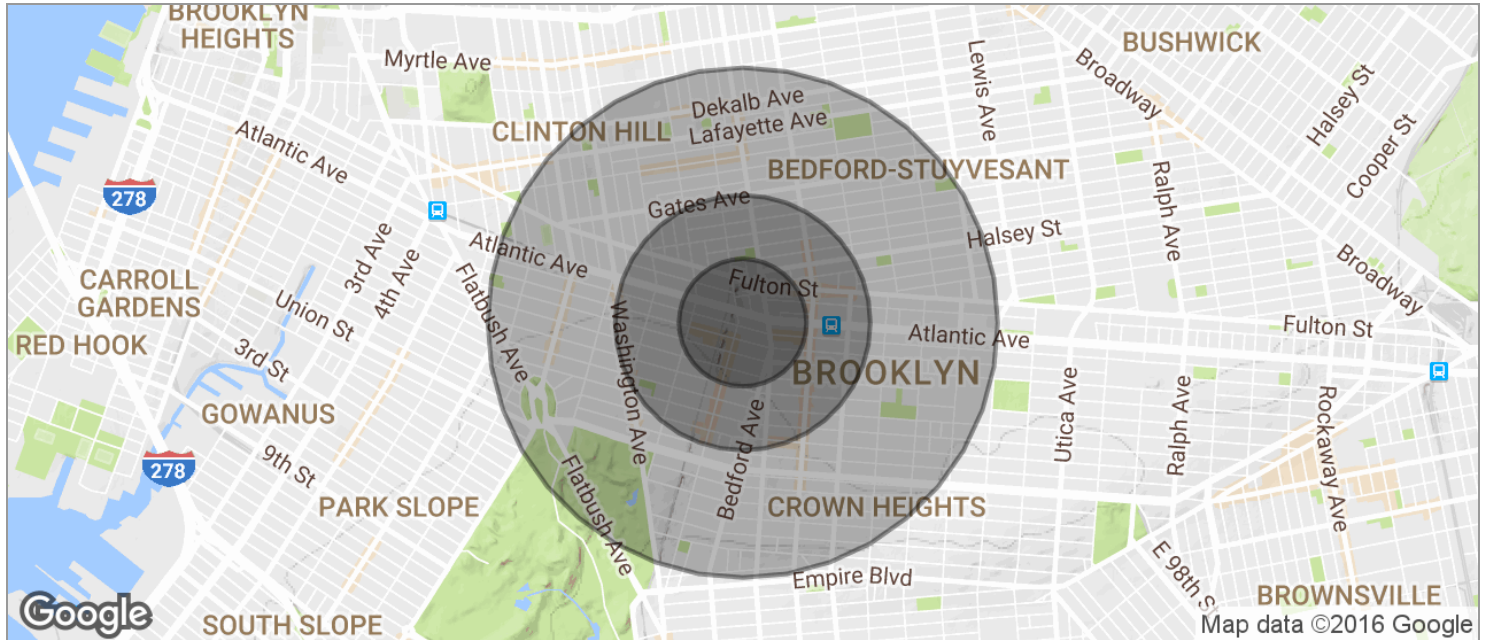 BROOKLYN
HEIGHTS
Myrtle Ave
Lewis Ave
BUSHWICK
Broadway
Halsey St
Cooper St
Dekalb Ave
Lafayette Ave
CLINTON HILL
Atlantic Ave
278
BEDFORD-STUYVESANT
Ralph Ave
Gates Ave
3rd Ave
4th Ave
Atlantic Ave
Halsey St
Broadway
CARROLL
GARDENS
Union St
Flatbush Ave
Fulton St
Washington Ave
Atlantic Ave
Fulton St
RED HOOK
3rd St
BROOKLYN
GOWANUS
Bedford Ave
Utica Ave
Ralph Ave
Rockaway Ave
278
9th St
PARK SLOPE
Flatbush Ave
CROWN HEIGHTS
Empire Blvd
E 98th St
BROWNSVILLE
Google
SOUTH SLOPE
Map data ©2016 Google